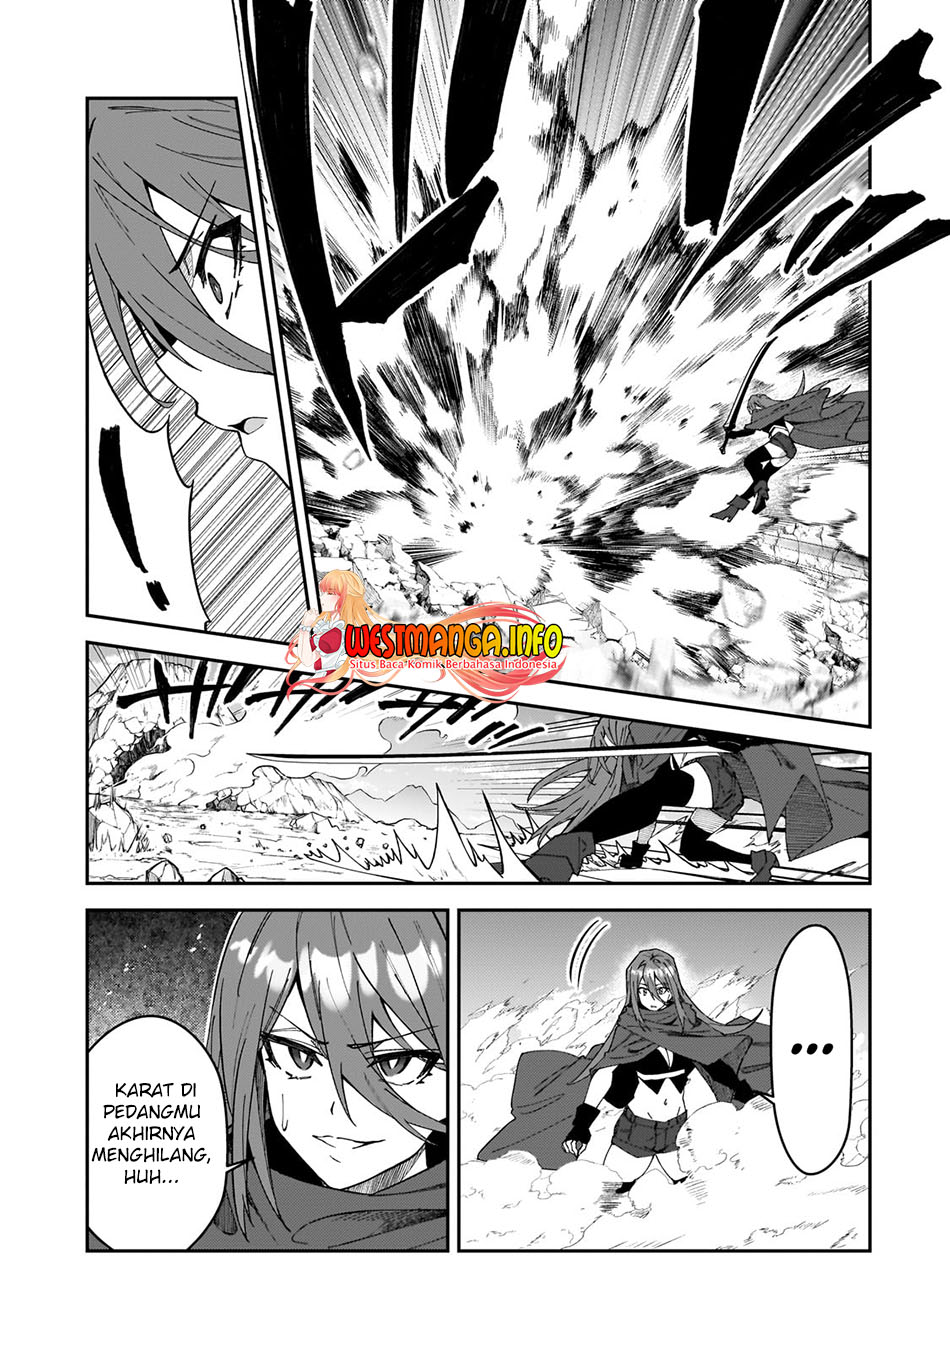 WESTMANGA.INFO
Situs Baca Komik Berbahasa Indonesia
...
KARAT DI
PEDANGMU
AKHIRNYA
MENGHILANG,
HUH...